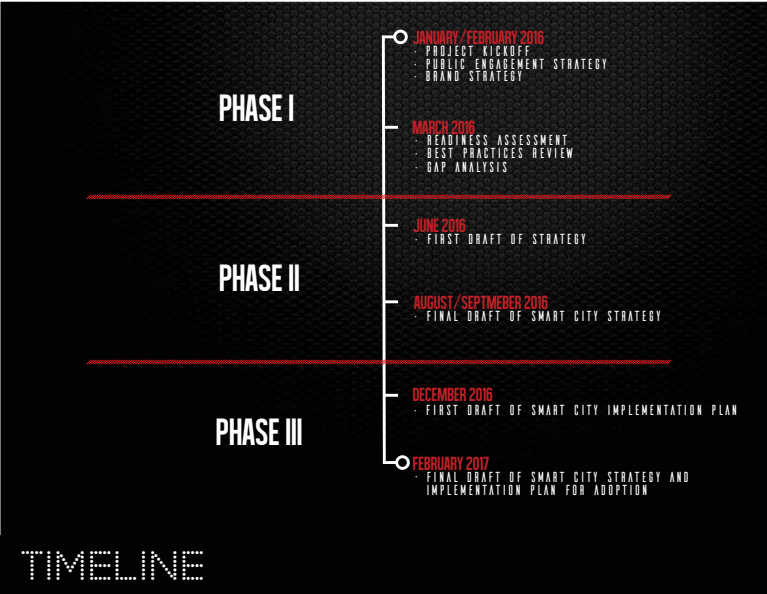 JANUARY/FEBRUARY 2016
· PROJECT KICKOFF
· PUBLIC ENGAGEMENT STRATEGY
· BRAND STRATEGY
PHASE I
MARCH 2016
· READINESS ASSESSMENT
· BEST PRACTICES REVIEW
· GAP ANALYSIS
JUNE 2016
· FIRST DRAFT OF STRATEGY
PHASE II
AUGUST/SEPTMEBER 2016
· FINAL DRAFT OF SMART CITY STRATEGY
DECEMBER 2016
· FIRST DRAFT OF SMART CITY IMPLEMENTATION PLAN
PHASE III
FEBRUARY 2017
· FINAL DRAFT OF SMART CITY STRATEGY AND
IMPLEMENTATION PLAN FOR ADOPTION
TIMELINE